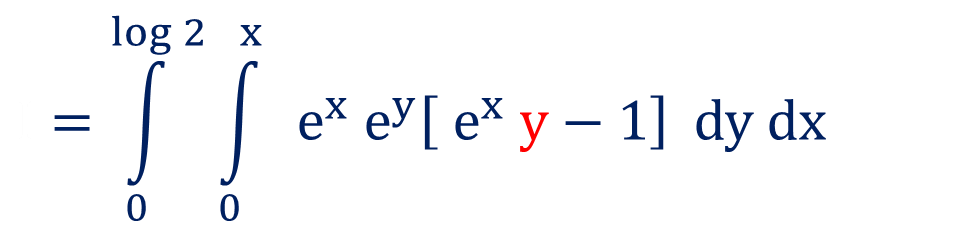 = ∫₀^{log 2} ∫₀^{x} eˣ eʸ [ eˣ y − 1] dy dx